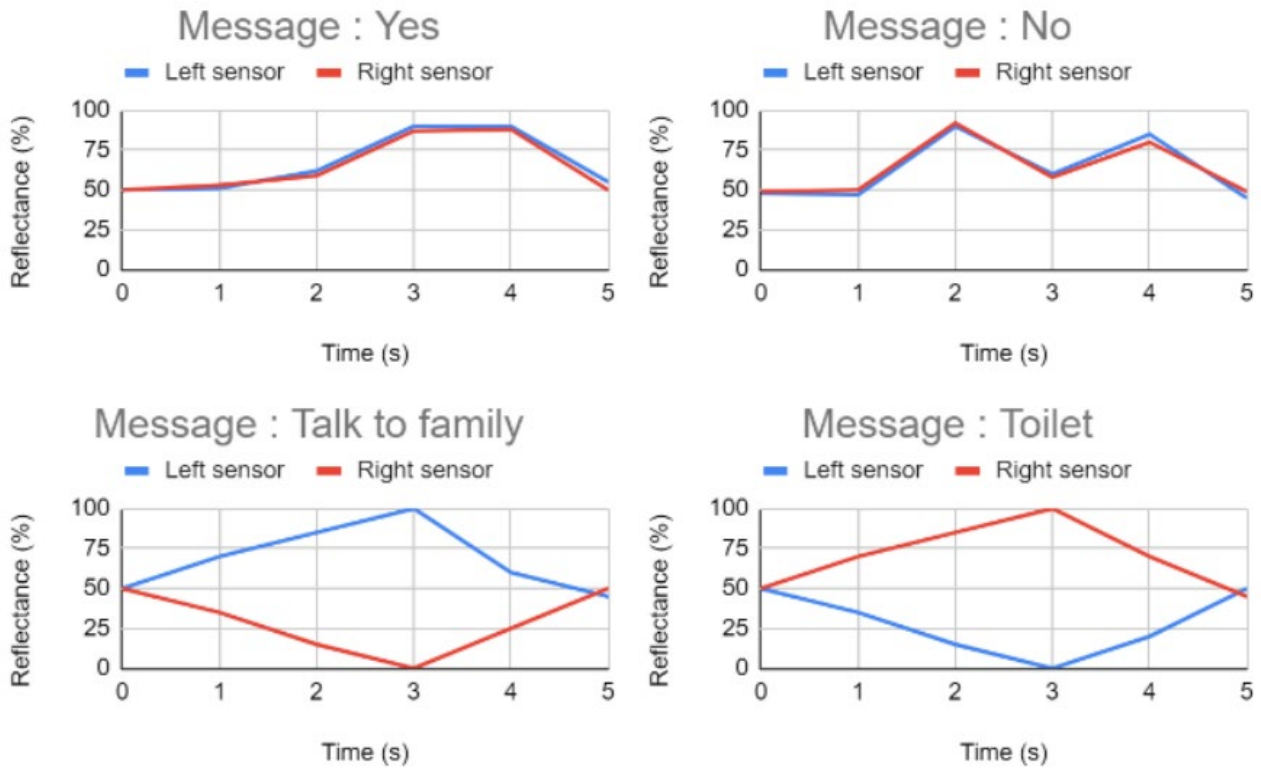 Message : Yes
Left sensor Right sensor
100
75
50
25
0
Reflectance (%)
0 1 2 3 4 5
Time (s)
Message : No
Left sensor Right sensor
100
75
50
25
0
Reflectance (%)
0 1 2 3 4 5
Time (s)
Message : Talk to family
Left sensor Right sensor
100
75
50
25
0
Reflectance (%)
0 1 2 3 4 5
Time (s)
Message : Toilet
Left sensor Right sensor
100
75
50
25
0
Reflectance (%)
0 1 2 3 4 5
Time (s)